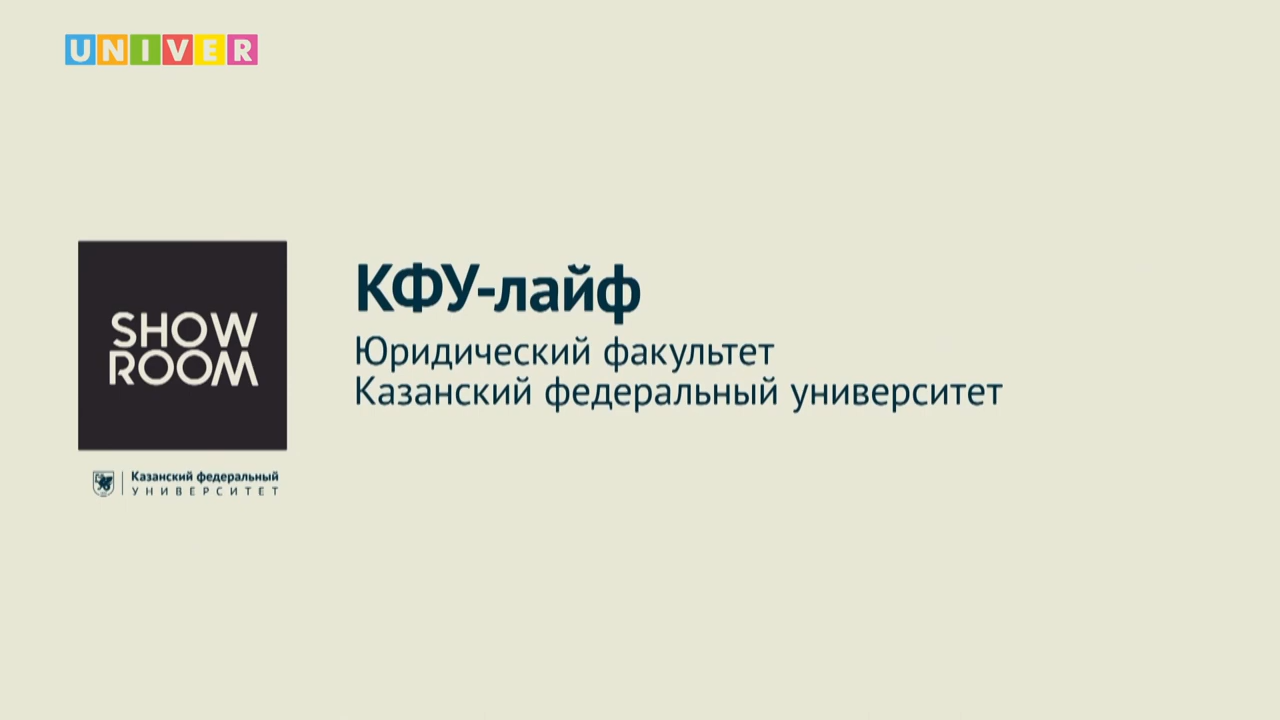 UNIVER
SHOW
ROOM
Казанский федеральный
УНИВЕРСИТЕТ
КФУ-лайф
Юридический факультет
Казанский федеральный университет